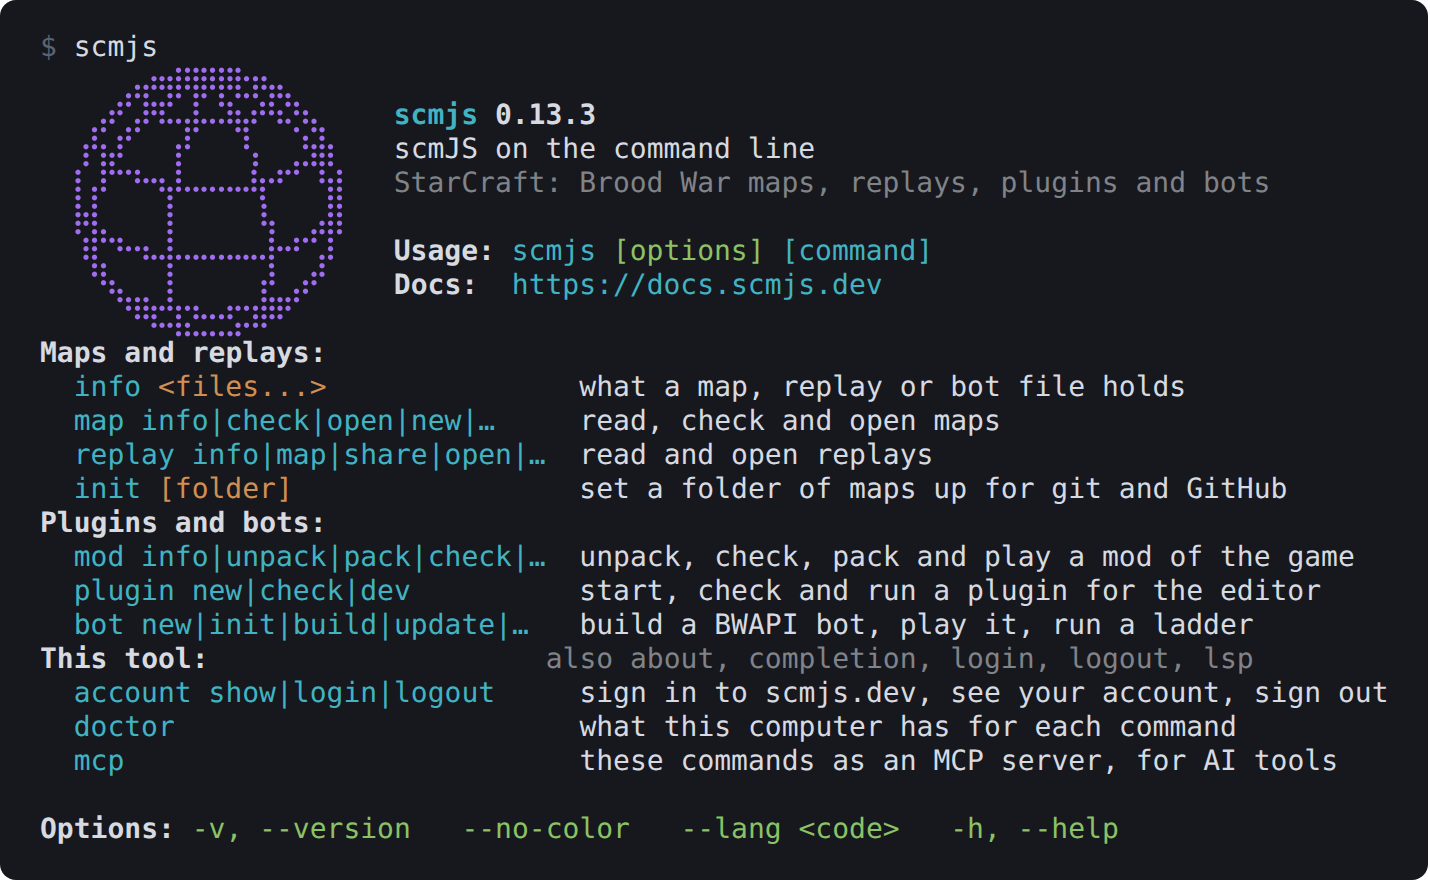 $ scmjs
scmjs 0.13.3
scmJS on the command line
StarCraft: Brood War maps, replays, plugins and bots
Usage: scmjs [options] [command]
Docs:  https://docs.scmjs.dev
Maps and replays:
  info <files...>               what a map, replay or bot file holds
  map info|check|open|new|…     read, check and open maps
  replay info|map|share|open|…  read and open replays
  init [folder]                 set a folder of maps up for git and GitHub
Plugins and bots:
  mod info|unpack|pack|check|…  unpack, check, pack and play a mod of the game
  plugin new|check|dev          start, check and run a plugin for the editor
  bot new|init|build|update|…   build a BWAPI bot, play it, run a ladder
This tool:                    also about, completion, login, logout, lsp
  account show|login|logout     sign in to scmjs.dev, see your account, sign out
  doctor                        what this computer has for each command
  mcp                           these commands as an MCP server, for AI tools
Options: -v, --version   --no-color   --lang <code>   -h, --help